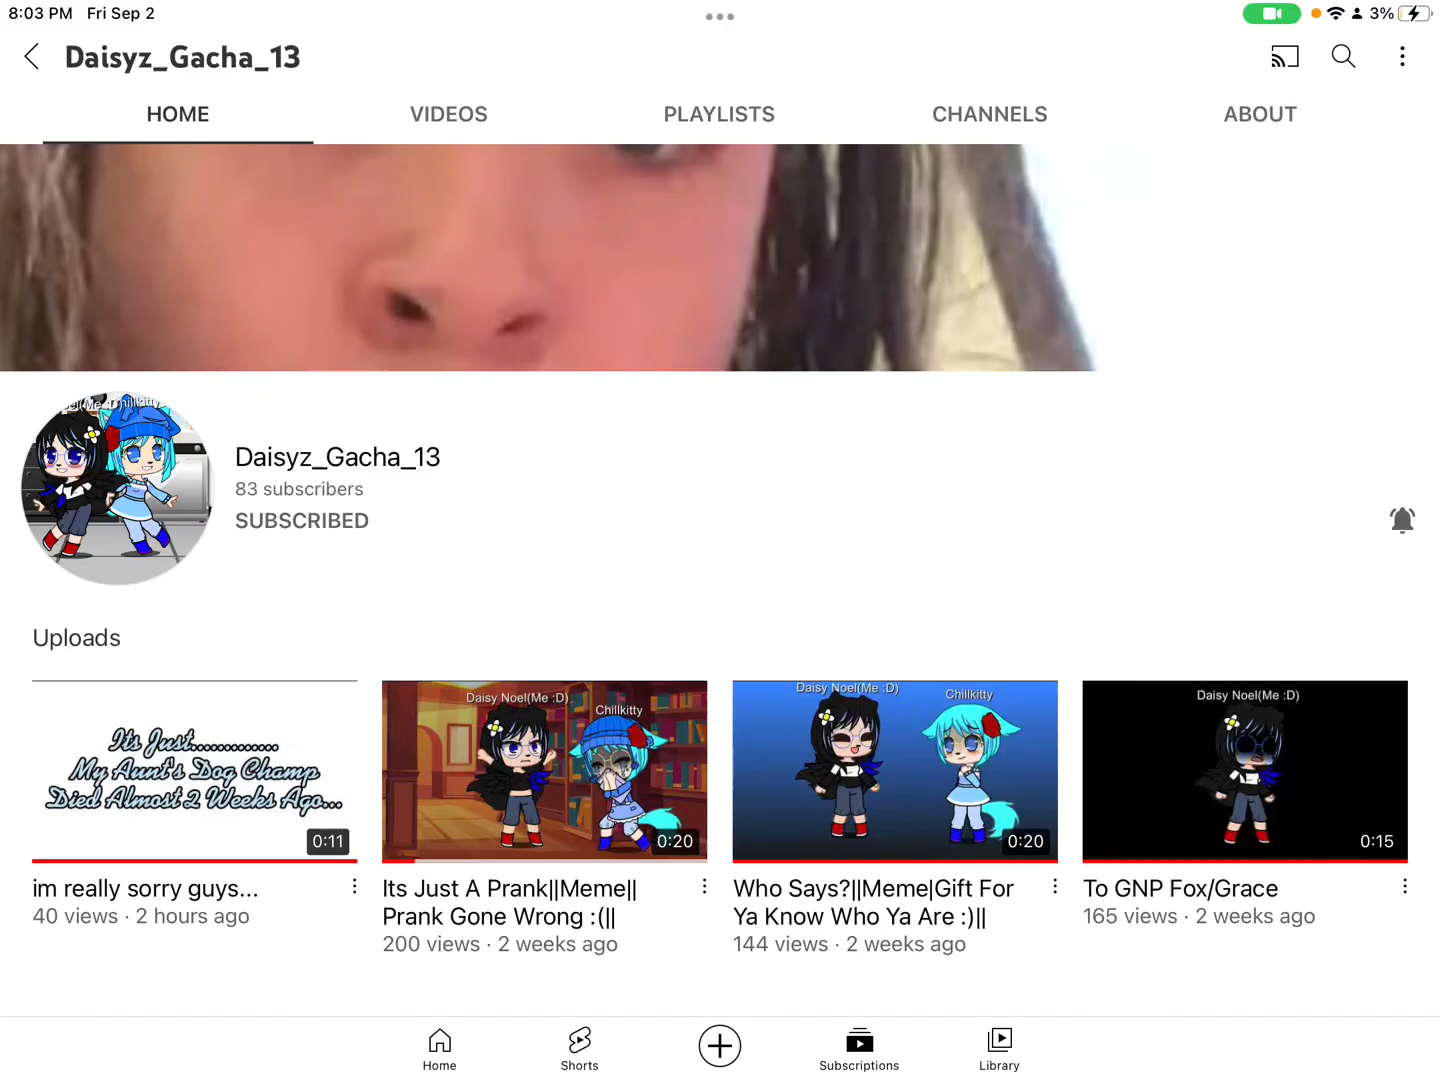 8:03 PM Fri Sep 2
3%
Daisyz_Gacha_13
HOME VIDEOS PLAYLISTS CHANNELS ABOUT
Chillkitty
Daisyz_Gacha_13
83 subscribers
SUBSCRIBED
Uploads
Its Just.............
My Aunt's Dog Champ
Died Almost 2 Weeks Ago...
0:11
im really sorry guys...
40 views · 2 hours ago
Daisy Noel(Me :D)
Chillkitty
0:20
Its Just A Prank||Meme||
Prank Gone Wrong :(||
200 views · 2 weeks ago
Daisy Noel(Me :D)
Chillkitty
0:20
Who Says?||Meme|Gift For
Ya Know Who Ya Are :)||
144 views · 2 weeks ago
Daisy Noel(Me :D)
0:15
To GNP Fox/Grace
165 views · 2 weeks ago
Home Shorts Subscriptions Library